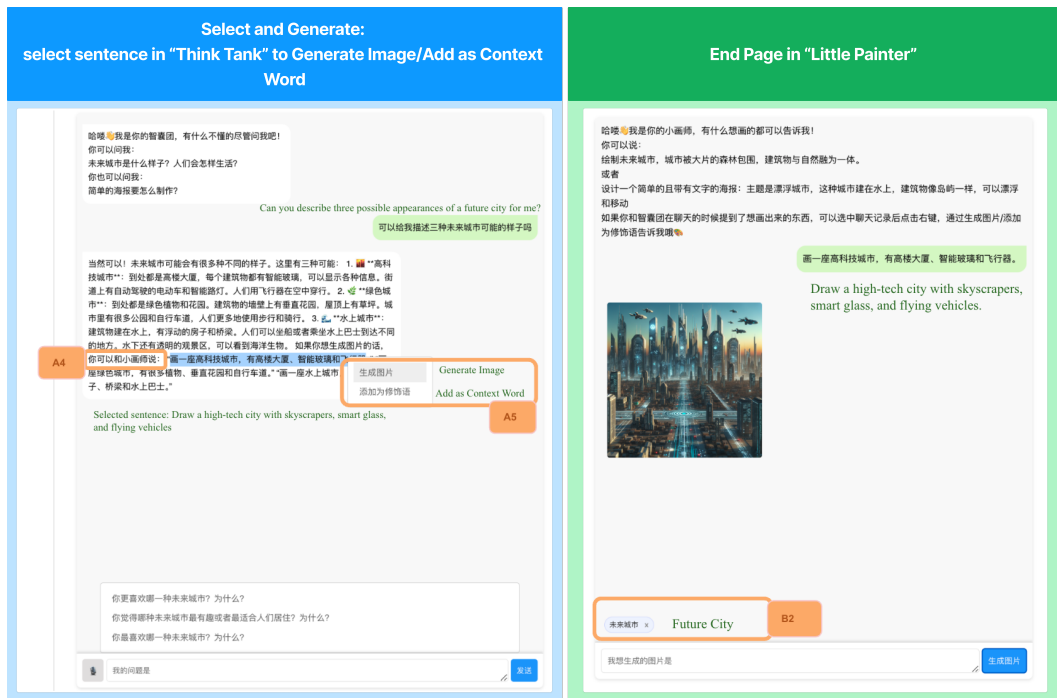 Select and Generate:
select sentence in “Think Tank” to Generate Image/Add as Context
Word
哈喽👋我是你的智囊团，有什么不懂的尽管问我吧！
你可以问我：
未来城市是什么样子？人们会怎样生活？
你也可以问我：
简单的海报要怎么制作？
Can you describe three possible appearances of a future city for me?
可以给我描述三种未来城市可能的样子吗
当然可以！未来城市可能会有很多种不同的样子。这里有三种可能： 1. 🌇 **高科
技城市**：到处都是高楼大厦，每个建筑物都有智能玻璃，可以显示各种信息。街
道上有自动驾驶的电动车和智能路灯。人们用飞行器在空中穿行。 2. 🌿 **绿色城
市**：到处都是绿色植物和花园。建筑物的墙壁上有垂直花园，屋顶上有草坪。城
市里有很多公园和自行车道，人们更多地使用步行和骑行。 3. 🌊 **水上城市**：
建筑物建在水上，有浮动的房子和桥梁。人们可以坐船或者乘坐水上巴士到达不同
的地方。水下还有透明的观景区，可以看到海洋生物。 如果你想生成图片的话，
你可以和小画师说：“画一座高科技城市，有高楼大厦、智能玻璃和飞行器
座绿色城市，有很多植物、垂直花园和自行车道。”“画一座水上城市
子、桥梁和水上巴士。”
A4
生成图片
Generate Image
添加为修饰语
Add as Context Word
A5
Selected sentence: Draw a high-tech city with skyscrapers, smart glass,
and flying vehicles
你更喜欢哪一种未来城市？为什么？
你觉得哪种未来城市最有趣或者最适合人们居住？为什么？
你最喜欢哪一种未来城市？为什么？
我的问题是
发送
End Page in “Little Painter”
哈喽👋我是你的小画师，有什么想画的都可以告诉我！
你可以说：
绘制未来城市，城市被大片的森林包围，建筑物与自然融为一体。
或者
设计一个简单的且带有文字的海报：主题是漂浮城市，这种城市建在水上，建筑物像岛屿一样，可以漂浮
和移动
如果你和智囊团在聊天的时候提到了想画出来的东西，可以选中聊天记录后点击右键，通过生成图片/添加
为修饰语告诉我哦🎨
画一座高科技城市，有高楼大厦、智能玻璃和飞行器。
Draw a high-tech city with skyscrapers,
smart glass, and flying vehicles.
未来城市 x
Future City
B2
我想生成的图片是
生成图片